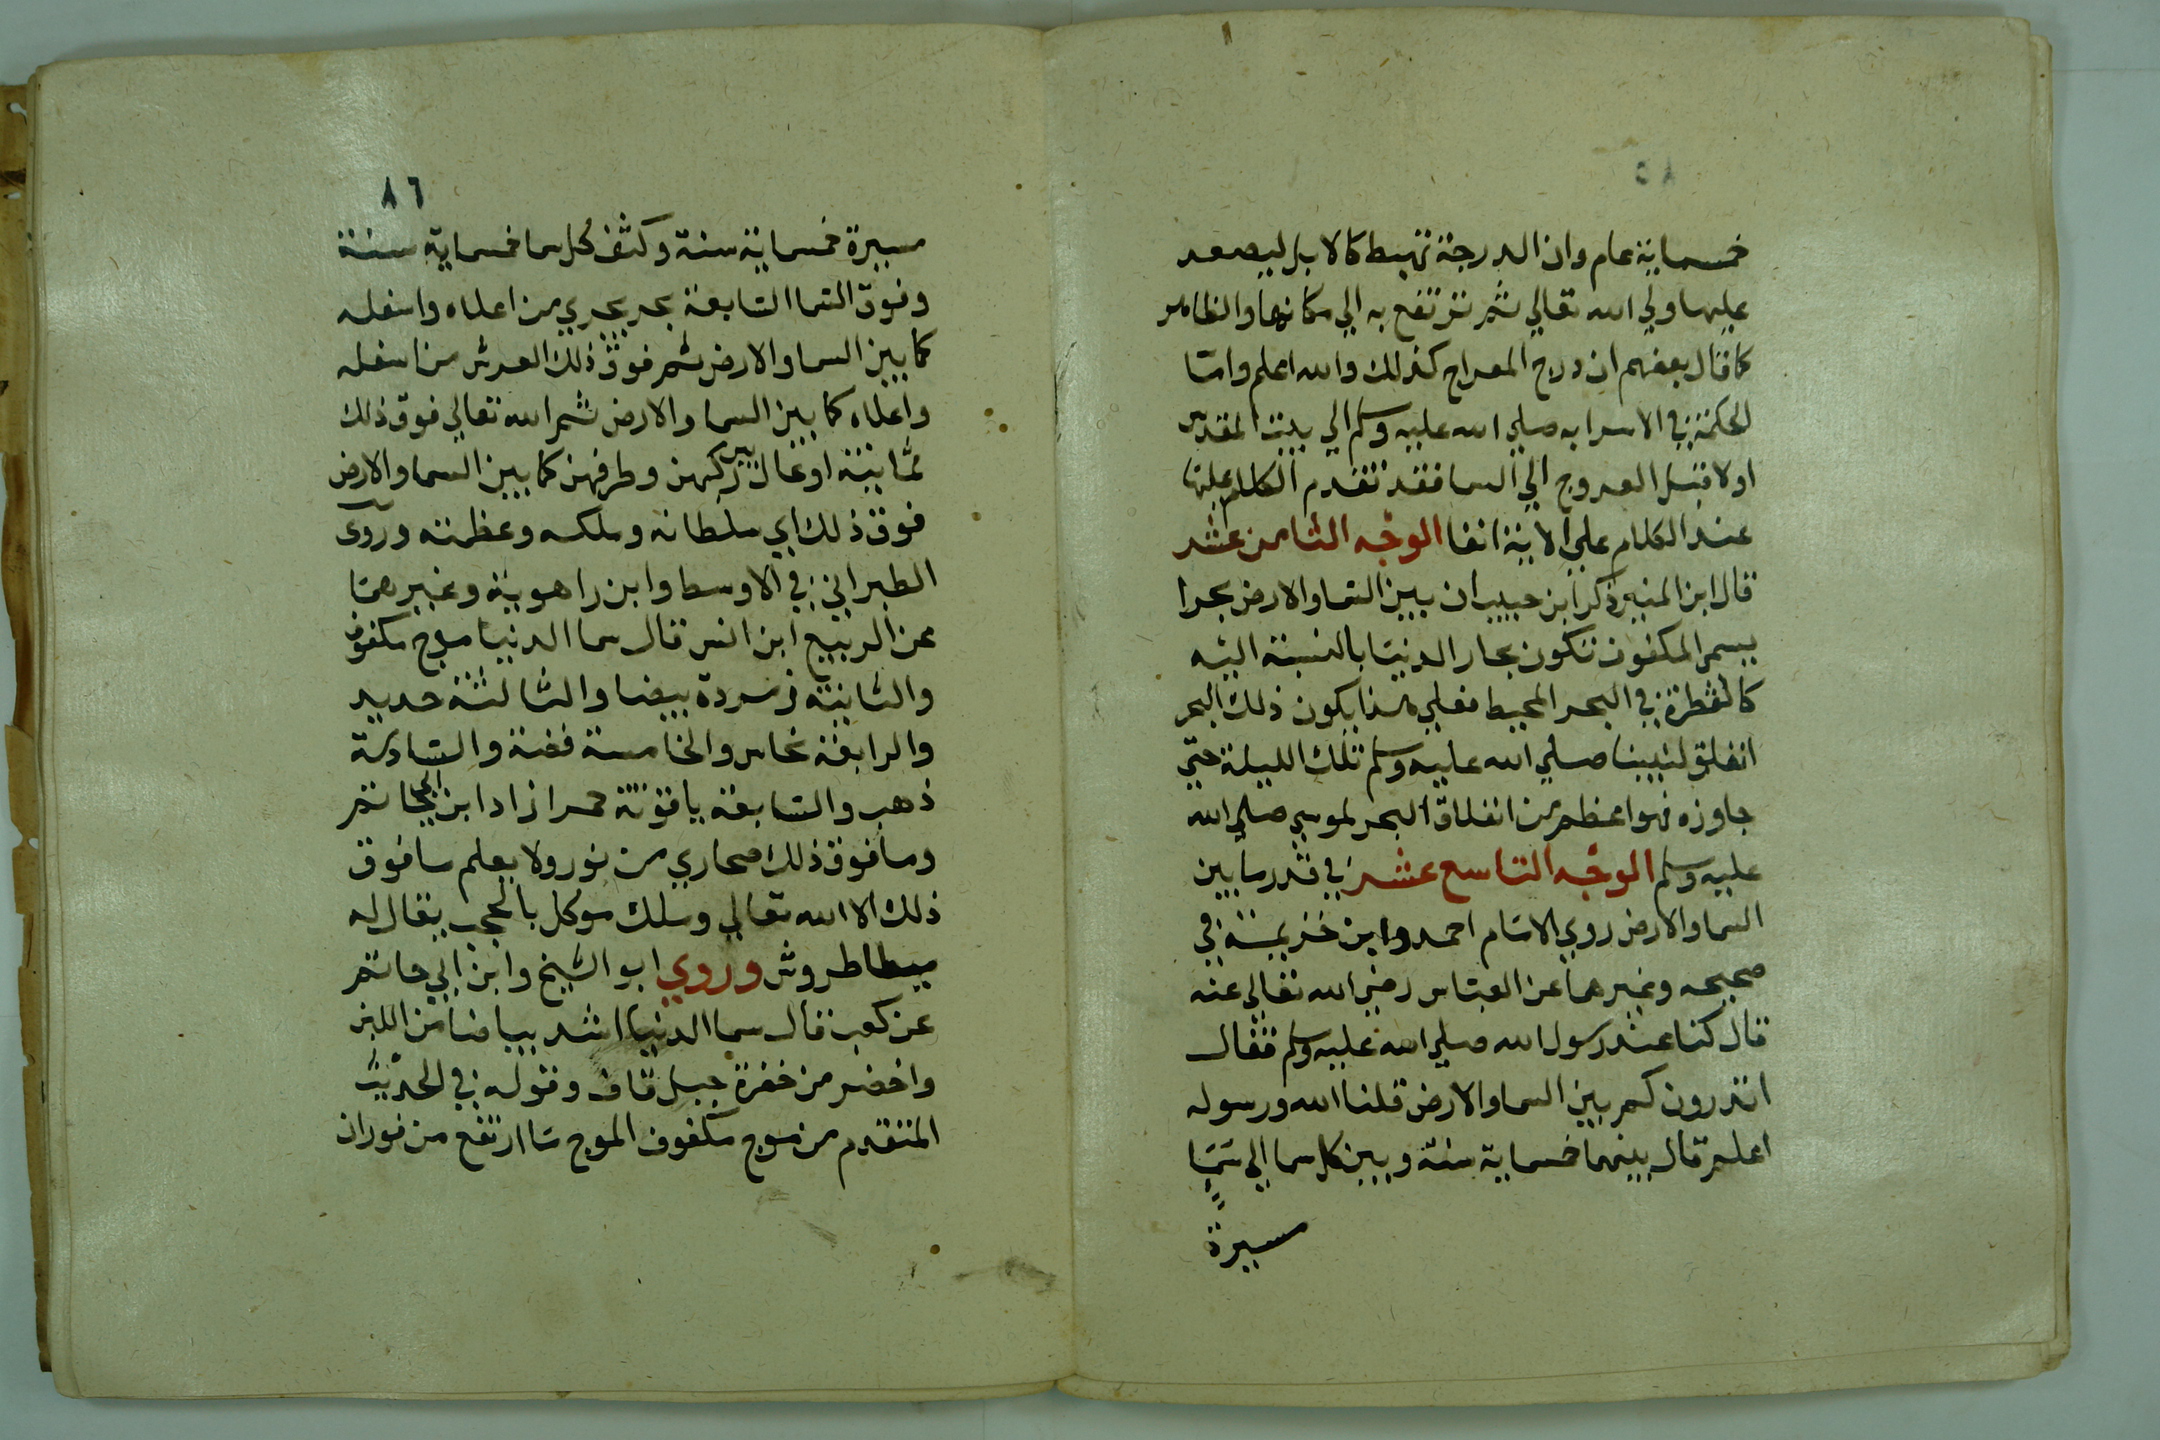 خمسماية عام وان الدرجة تهبط كالابل ليصعد
عليها ولي الله تعالي ثم ترتفع به الي مكانها والظاهر
كما قال بعضهم ان درج المعراج كذلك والله اعلم واما
الحكمة في الاسرا به صلي الله عليه وسلم الي بيت المقدس
اولا قبل العروج الي السما فقد تقدم الكلام عليها
عند الكلام علي الاية انفا الوجه الثامن عشر
قال ابن المنير ذكر ابن حبيب ان بين السما والارض بحرا
يسمي المكفوف تكون بحار الدنيا بالنسبة اليه
كالقطرة في البحر المحيط فعلي هذا يكون ذلك البحر
انفلق لنبينا صلي الله عليه وسلم تلك الليلة حتي
جاوزه فهو اعظم من انفلاق البحر لموسي صلي الله
عليه وسلم الوجه التاسع عشر في قدر ما بين
السما والارض روي الامام احمد وابن خزيمة في
صحيحه وغيرهما عن العباس رضي الله تعالي عنه
قال كنا عند رسول الله صلي الله عليه وسلم فقال
اتدرون كم بين السما والارض قلنا الله ورسوله
اعلم قال بينهما خمسماية سنة وبين كل سما الي سما
مسيرة
٨٦
مسيرة خمسماية سنة وكثف كل سما خمسماية سنة
وفوق السما السابعة بحر يجري من اعلاه واسفله
كما بين السما والارض ثم فوق ذلك العرش من اسفله
واعلاه كما بين السما والارض ثم الله تعالي فوق ذلك
ثمانية اوعال بين ركبهن وطرفهن كما بين السما والارض
فوق ذلك اي سلطانه وملكه وعظمته وروي
الطبراني في الاوسط وابن راهوية وغيرهما
عن الربيع ابن انس قال سما الدنيا موج مكفوف
والثانية زمردة بيضا والثالثة حديد
والرابعة نحاس والخامسة فضة والسادسة
ذهب والسابعة ياقوتة حمرا زاد ابن ابي حاتم
وما فوق ذلك صحاري من نور ولا يعلم ما فوق
ذلك الا الله تعالي وملك موكل بالحجب يقال له
ميطاطروش وروي ابو الشيخ وابن ابي حاتم
عن كعب قال سما الدنيا اشد بياضا من اللبن
واخضر من خضرة جبل قاف وقوله في الحديث
المتقدم من موج مكفوف الموج ما ارتفع من فوران